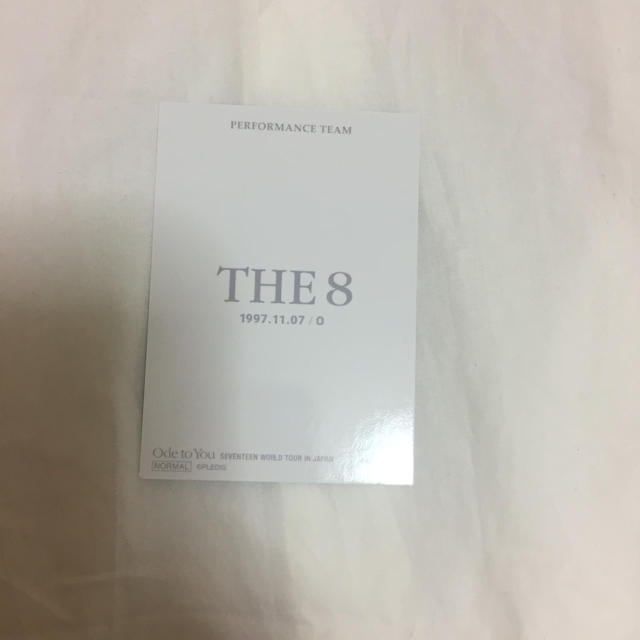 PERFORMANCE TEAM
THE 8
1997.11.07 / O
Ode to You SEVENTEEN WORLD TOUR IN JAPAN
NORMAL ©PLEDIS